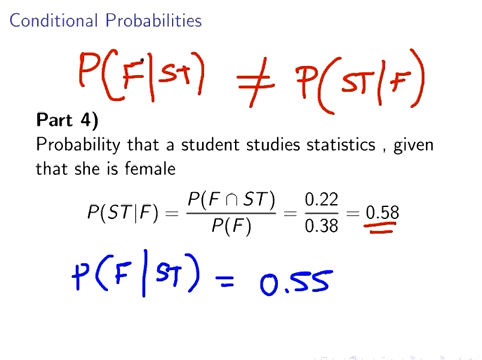 Conditional Probabilities
P(F|ST) ≠ P(ST|F)
Part 4)
Probability that a student studies statistics , given
that she is female
P(ST|F) = P(F ∩ ST) / P(F) = 0.22 / 0.38 = 0.58
P(F|ST) = 0.55